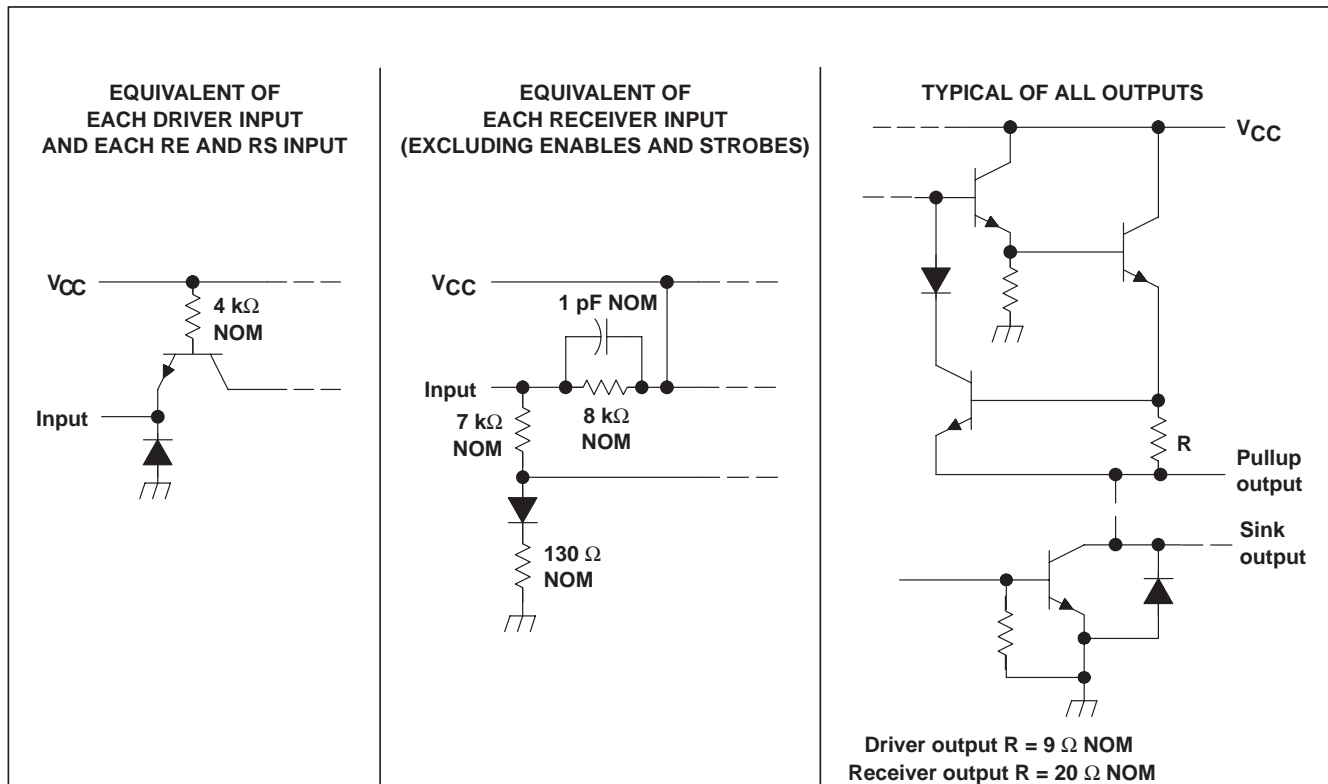 EQUIVALENT OF
EACH DRIVER INPUT
AND EACH RE AND RS INPUT
VCC
4 kΩ
NOM
Input
EQUIVALENT OF
EACH RECEIVER INPUT
(EXCLUDING ENABLES AND STROBES)
VCC
1 pF NOM
Input
7 kΩ
NOM
8 kΩ
NOM
130 Ω
NOM
TYPICAL OF ALL OUTPUTS
VCC
R
Pullup
output
Sink
output
Driver output R = 9 Ω NOM
Receiver output R = 20 Ω NOM